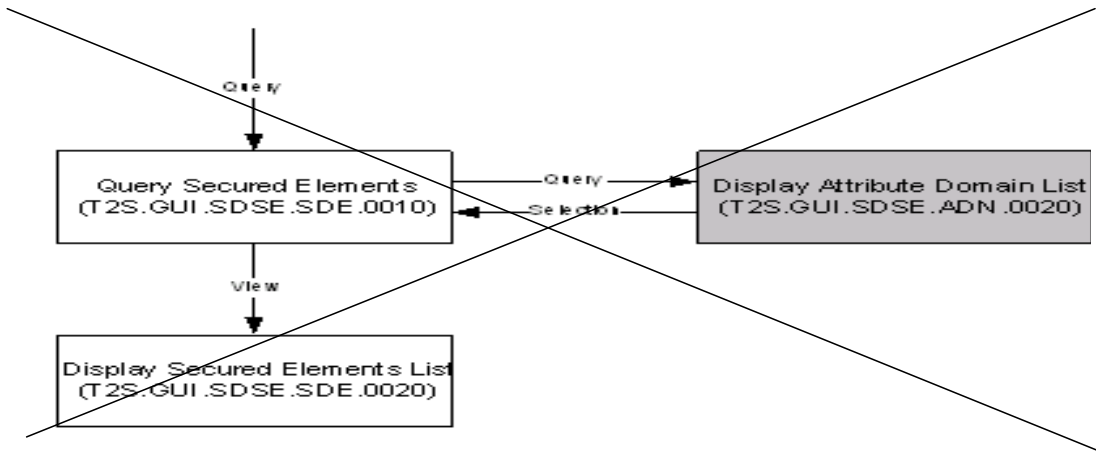 Query
Query Secured Elements
(T2S.GUI.SDSE.SDE.0010)
Query
Selection
Display Attribute Domain List
(T2S.GUI.SDSE.ADN.0020)
View
Display Secured Elements List
(T2S.GUI.SDSE.SDE.0020)